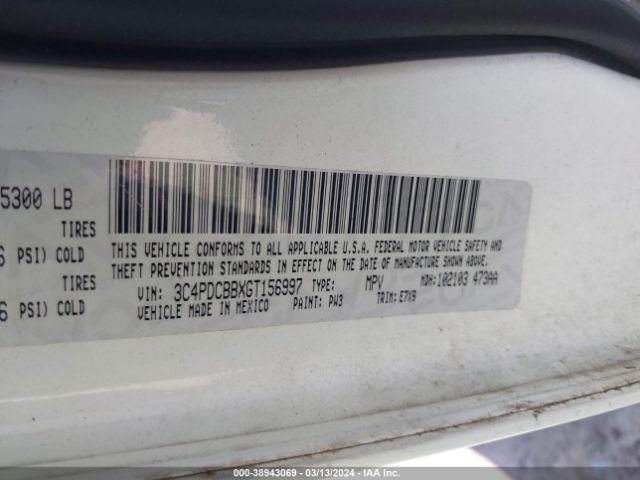 5300 LB
TIRES
PSI) COLD
TIRES
PSI) COLD
THIS VEHICLE CONFORMS TO ALL APPLICABLE U.S.A. FEDERAL MOTOR VEHICLE SAFETY AND
THEFT PREVENTION STANDARDS IN EFFECT ON THE DATE OF MANUFACTURE SHOWN ABOVE.
VIN: 3C4PDCBBXGT156997 TYPE: MPV MDH: 102103 473AA
VEHICLE MADE IN MEXICO PAINT: PW3 TRIM: E7X9
000-38943069 / 03/13/2024 / IAA Inc.